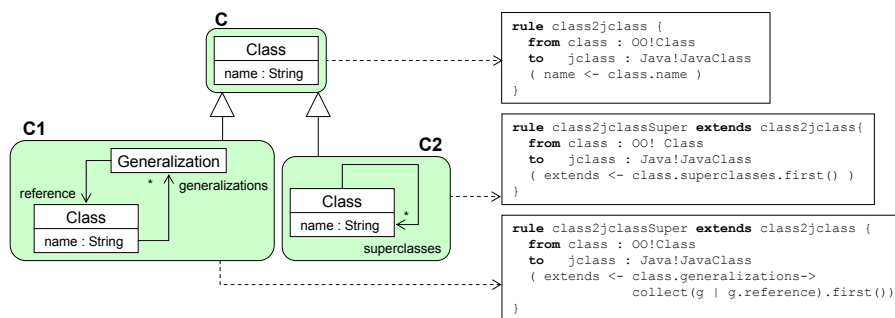 C
Class
name : String
C1
Generalization
*
generalizations
reference
Class
name : String
C2
Class
name : String
*
superclasses
rule class2jclass {
from class : OO!Class
to jclass : Java!JavaClass
( name <- class.name )
}
rule class2jclassSuper extends class2jclass{
from class : OO! Class
to jclass : Java!JavaClass
( extends <- class.superclasses.first() )
}
rule class2jclassSuper extends class2jclass {
from class : OO!Class
to jclass : Java!JavaClass
( extends <- class.generalizations->
collect(g | g.reference).first())
}